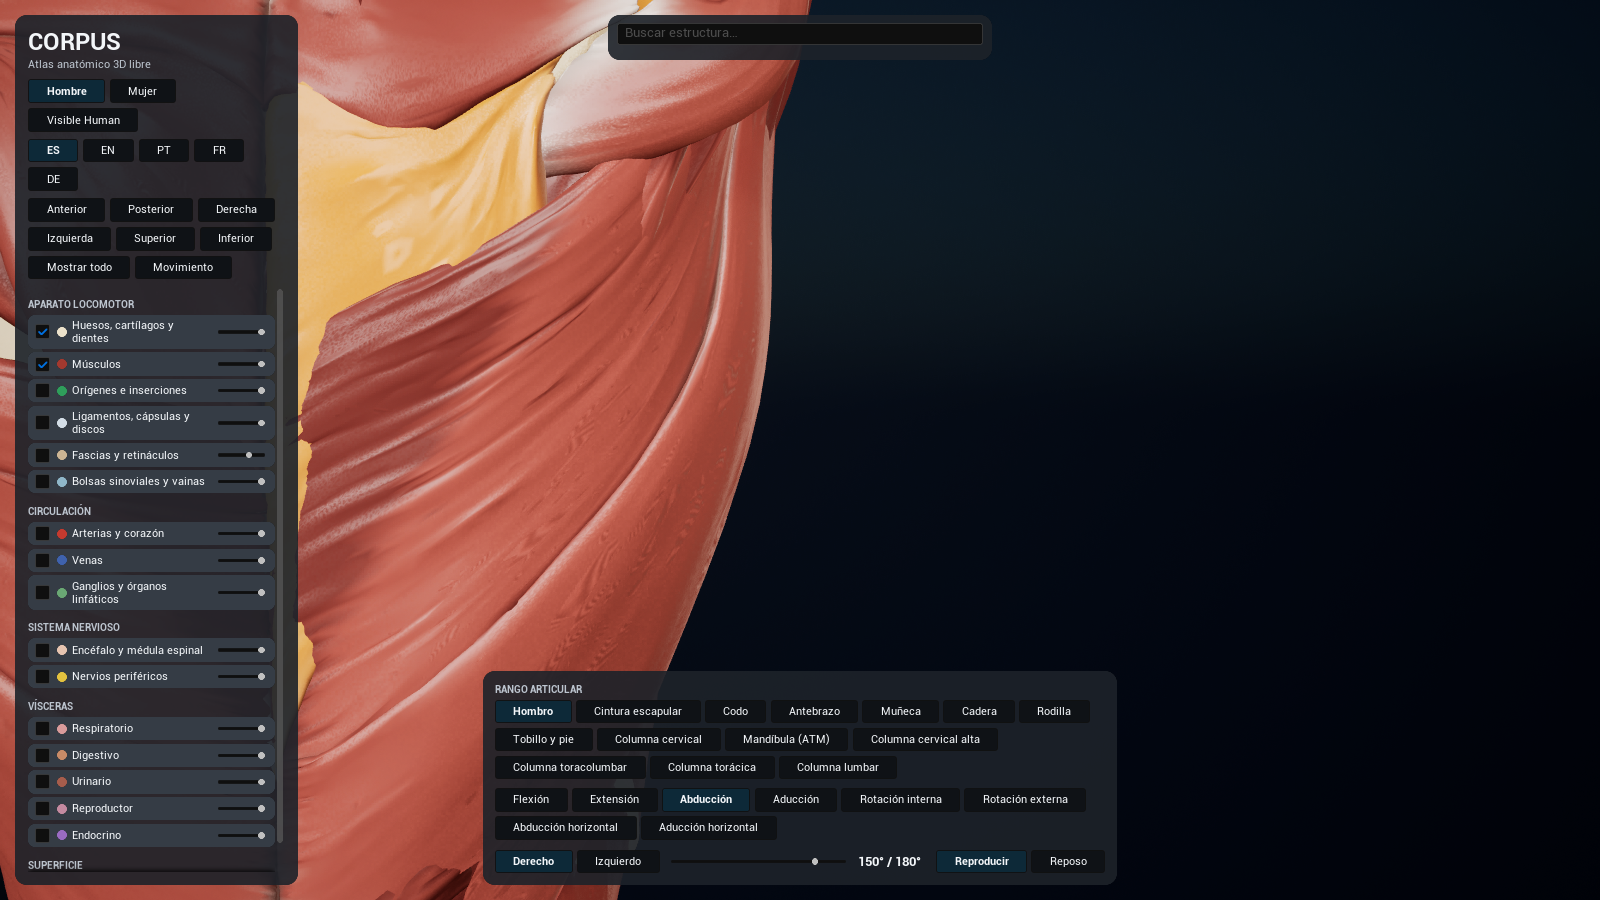 CORPUS
Atlas anatómico 3D libre
Hombre Mujer
Visible Human
ES EN PT FR
DE
Anterior Posterior Derecha
Izquierda Superior Inferior
Mostrar todo Movimiento
APARATO LOCOMOTOR
Huesos, cartílagos y
dientes
Músculos
Orígenes e inserciones
Ligamentos, cápsulas y
discos
Fascias y retináculos
Bolsas sinoviales y vainas
CIRCULACIÓN
Arterias y corazón
Venas
Ganglios y órganos
linfáticos
SISTEMA NERVIOSO
Encéfalo y médula espinal
Nervios periféricos
VÍSCERAS
Respiratorio
Digestivo
Urinario
Reproductor
Endocrino
SUPERFICIE
Buscar estructura...
RANGO ARTICULAR
Hombro Cintura escapular Codo Antebrazo Muñeca Cadera Rodilla
Tobillo y pie Columna cervical Mandíbula (ATM) Columna cervical alta
Columna toracolumbar Columna torácica Columna lumbar
Flexión Extensión Abducción Aducción Rotación interna Rotación externa
Abducción horizontal Aducción horizontal
Derecho Izquierdo 150° / 180° Reproducir Reposo